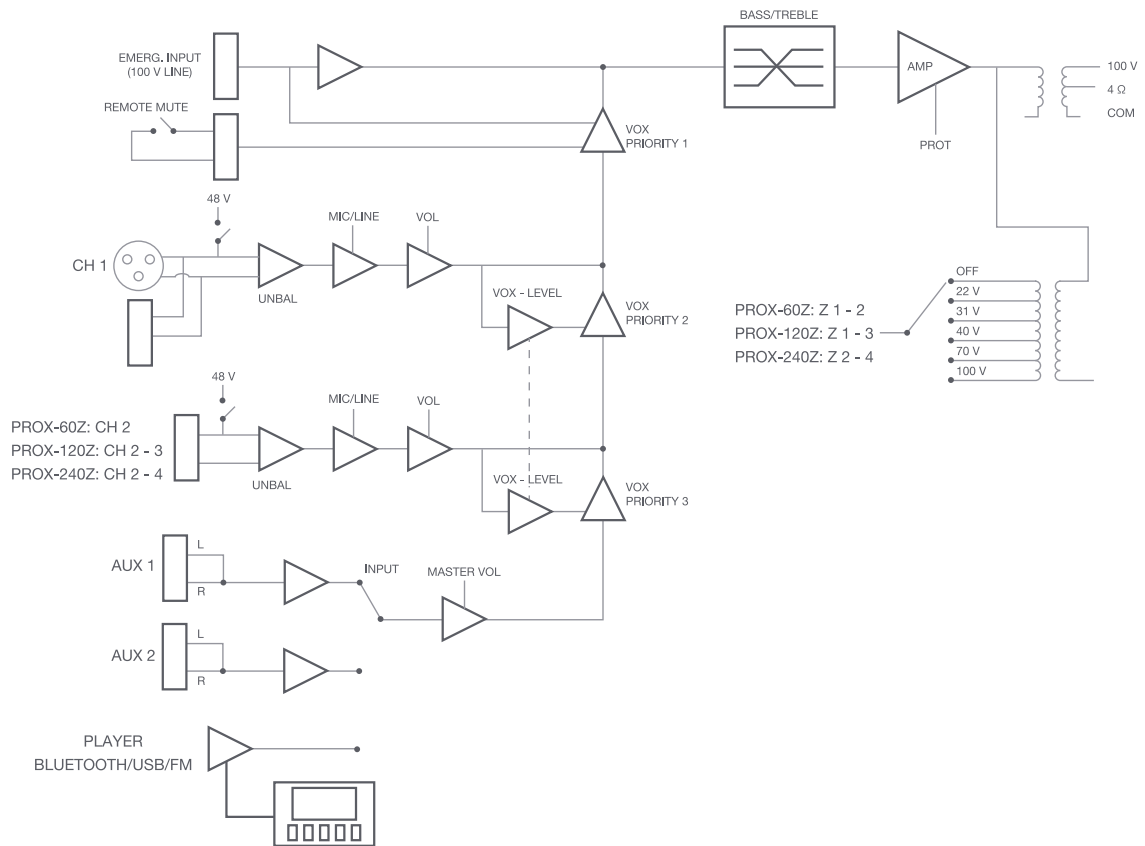 BASS/TREBLE
EMERG. INPUT
(100 V LINE)
AMP
100 V
4 Ω
COM
REMOTE MUTE
VOX
PRIORITY 1
PROT
48 V
MIC/LINE
VOL
CH 1
UNBAL
VOX - LEVEL
VOX
PRIORITY 2
OFF
22 V
31 V
40 V
70 V
100 V
PROX-60Z: Z 1 - 2
PROX-120Z: Z 1 - 3
PROX-240Z: Z 2 - 4
48 V
MIC/LINE
VOL
PROX-60Z: CH 2
PROX-120Z: CH 2 - 3
PROX-240Z: CH 2 - 4
UNBAL
VOX - LEVEL
VOX
PRIORITY 3
AUX 1
L
R
INPUT
MASTER VOL
AUX 2
L
R
PLAYER
BLUETOOTH/USB/FM